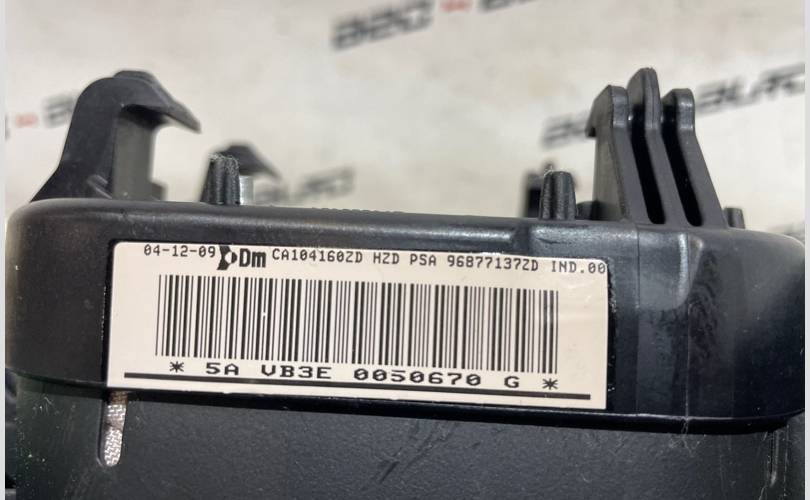 04-12-09 Dm CA104160ZD HZD PSA 96877137ZD IND.00
* 5A VB3E 0050670 G *